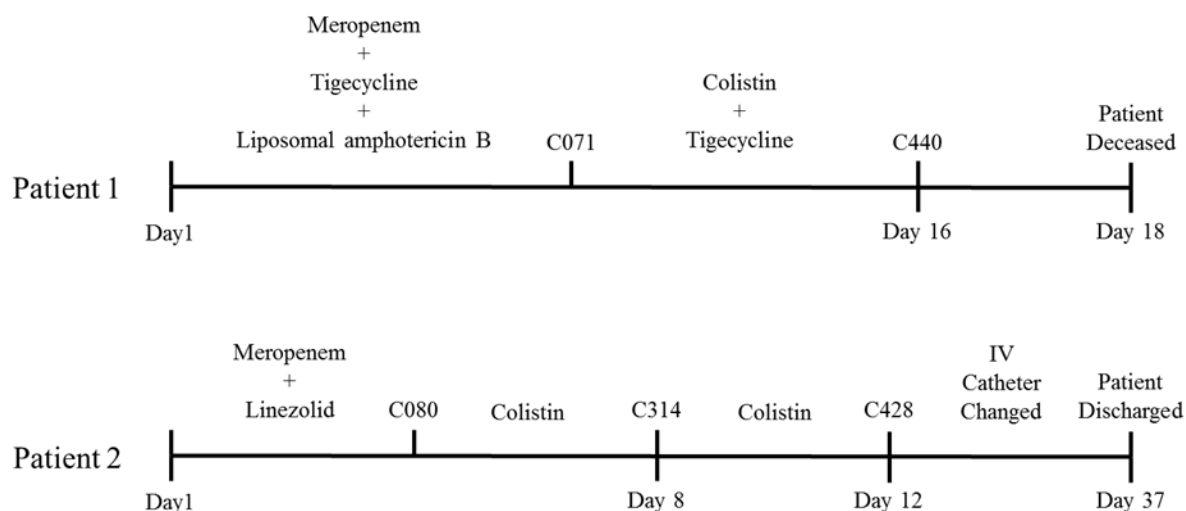 Meropenem
+
Tigecycline
+
Liposomal amphotericin B
C071
Colistin
+
Tigecycline
C440
Patient
Deceased
Patient 1
Day1
Day 16
Day 18
Meropenem
+
Linezolid
C080
Colistin
C314
Colistin
C428
IV
Catheter
Changed
Patient
Discharged
Patient 2
Day1
Day 8
Day 12
Day 37